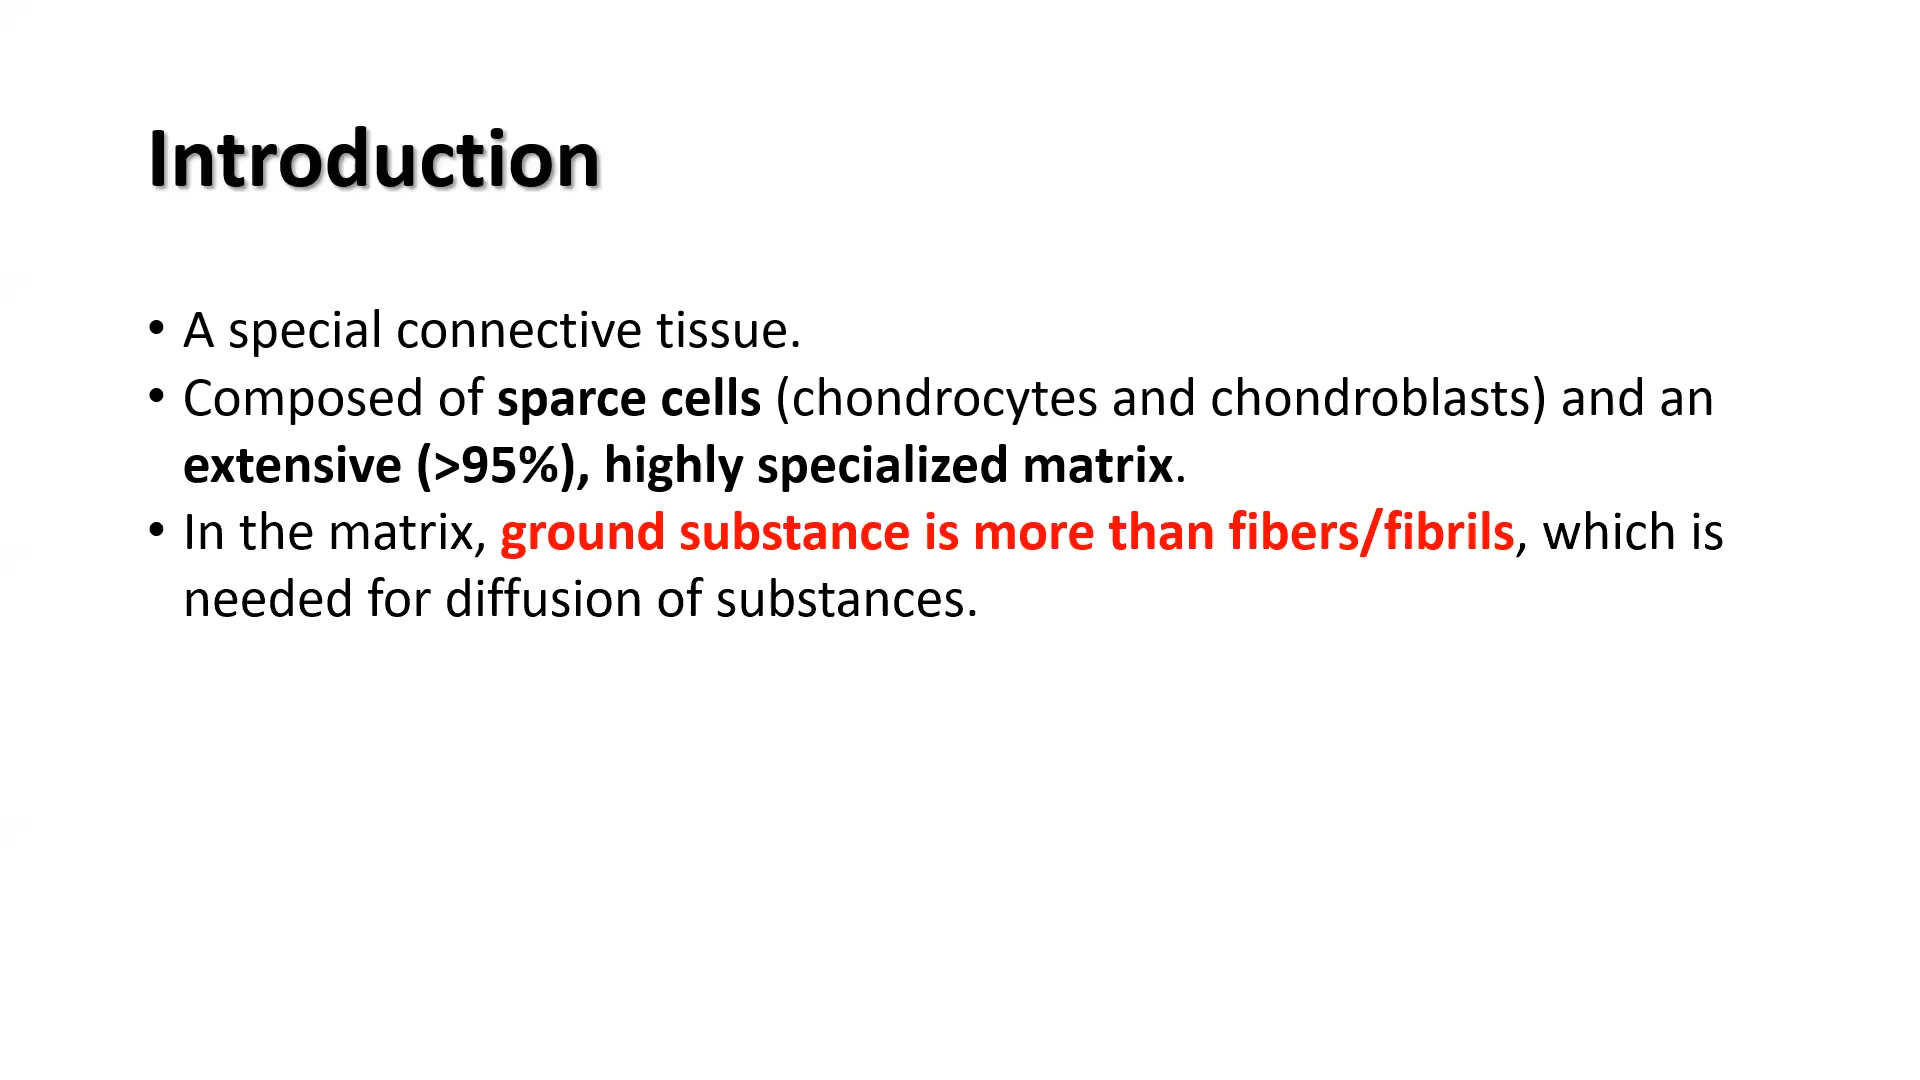 Introduction
• A special connective tissue.
• Composed of sparce cells (chondrocytes and chondroblasts) and an
extensive (>95%), highly specialized matrix.
• In the matrix, ground substance is more than fibers/fibrils, which is
needed for diffusion of substances.